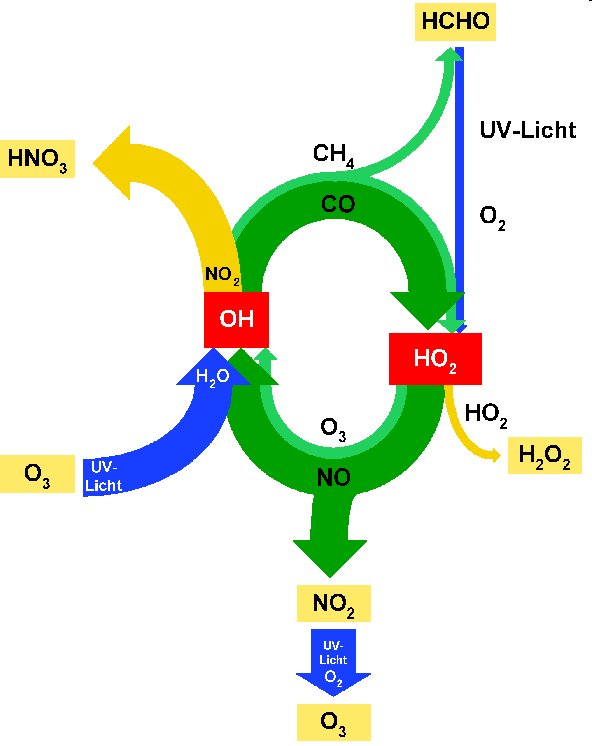 HCHO
UV-Licht
HNO₃
CH₄
CO
O₂
NO₂
OH
HO₂
H₂O
HO₂
O₃
H₂O₂
O₃
UV-
Licht
NO
NO₂
UV-
Licht
O₂
O₃